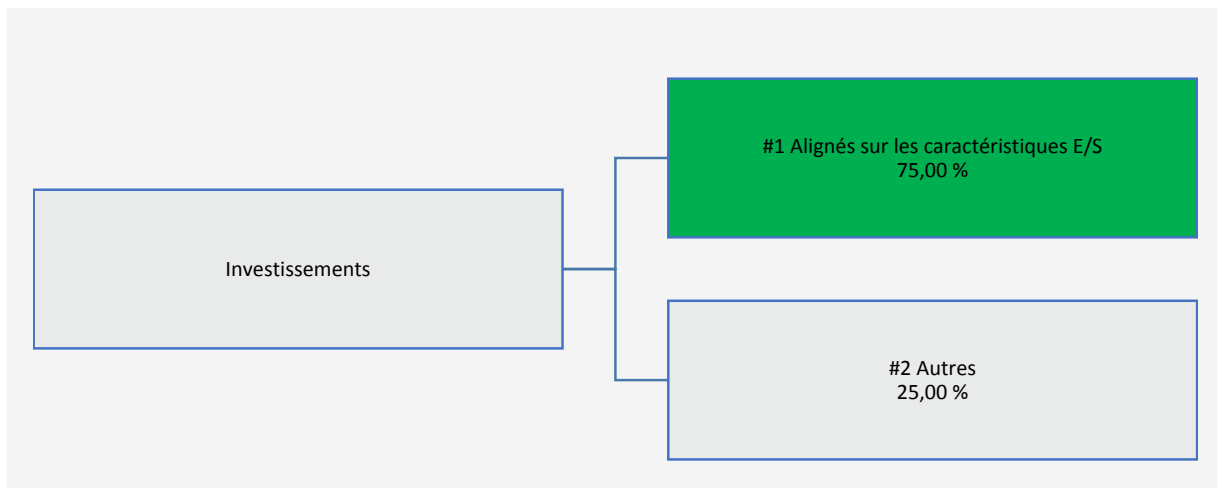 Investissements
#1 Alignés sur les caractéristiques E/S
75,00 %
#2 Autres
25,00 %